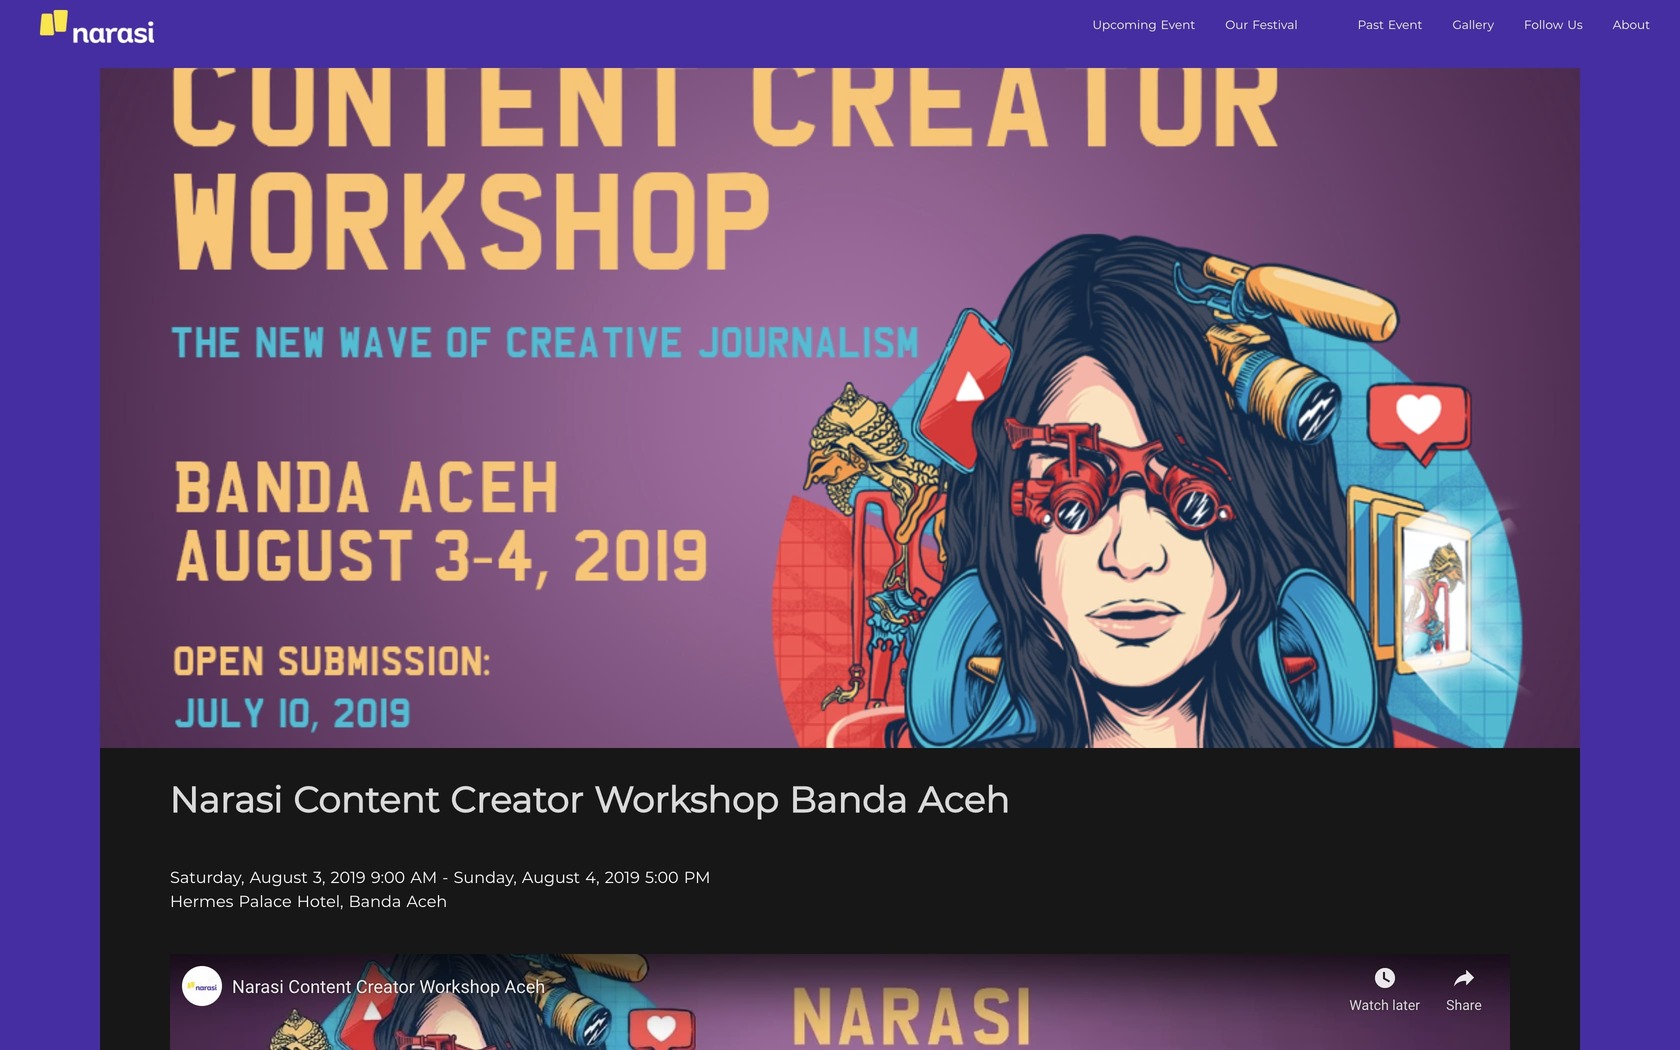 narasi
Upcoming Event
Our Festival
Past Event
Gallery
Follow Us
About
CONTENT CREATOR
WORKSHOP
THE NEW WAVE OF CREATIVE JOURNALISM
BANDA ACEH
AUGUST 3-4, 2019
OPEN SUBMISSION:
JULY 10, 2019
Narasi Content Creator Workshop Banda Aceh
Saturday, August 3, 2019 9:00 AM - Sunday, August 4, 2019 5:00 PM
Hermes Palace Hotel, Banda Aceh
narasi
Narasi Content Creator Workshop Aceh
Watch later
Share
NARASI